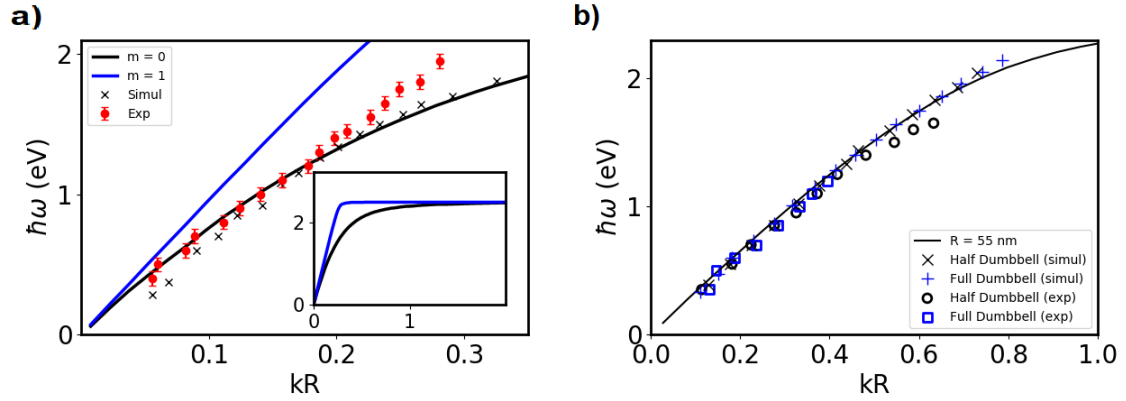 a)
2
1
0
ħω (eV)
m = 0
m = 1
Simul
Exp
2
0
0
1
0.1
0.2
0.3
kR
b)
2
1
0
ħω (eV)
R = 55 nm
Half Dumbbell (simul)
Full Dumbbell (simul)
Half Dumbbell (exp)
Full Dumbbell (exp)
0.0
0.2
0.4
0.6
0.8
1.0
kR